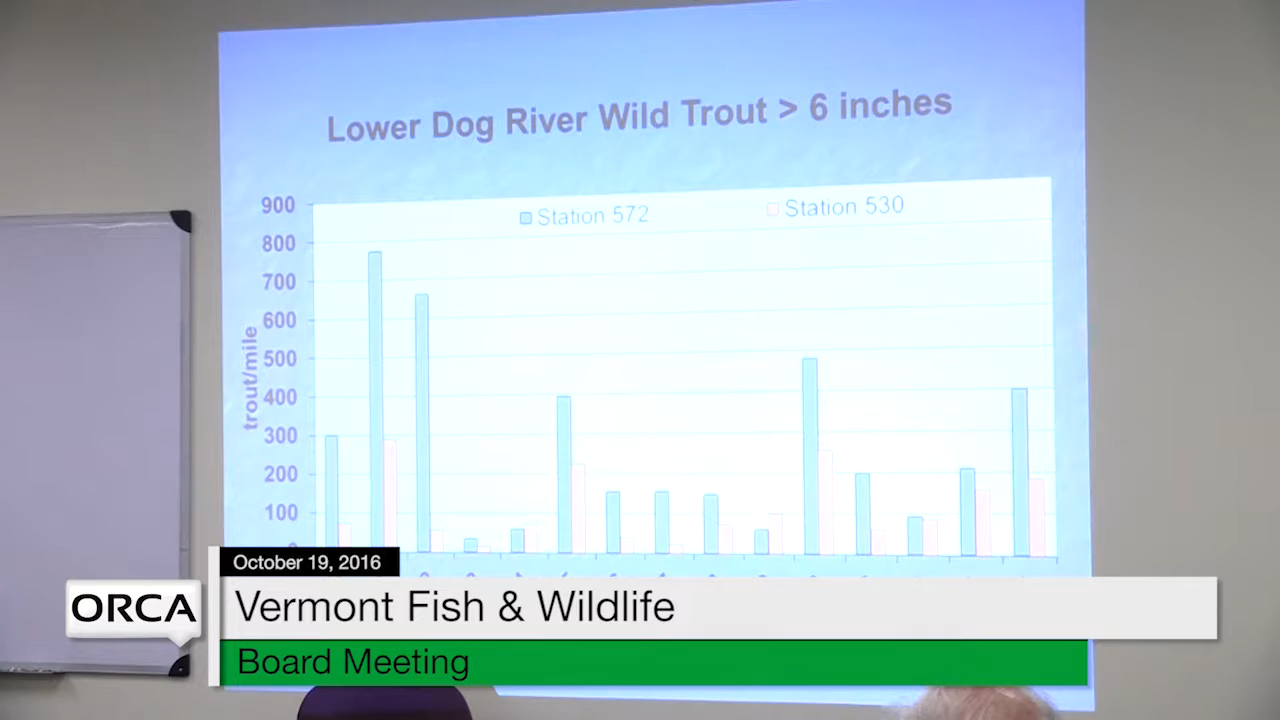 Lower Dog River Wild Trout > 6 inches
Station 572 Station 530
trout/mile
900
800
700
600
500
400
300
200
100
October 19, 2016
ORCA
Vermont Fish & Wildlife
Board Meeting